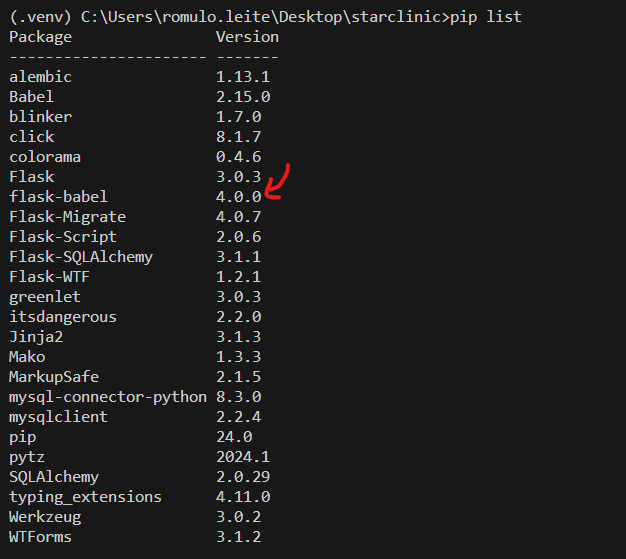 (.venv) C:\Users\romulo.leite\Desktop\starclinic>pip list
Package               Version
--------------------- -------
alembic               1.13.1
Babel                 2.15.0
blinker               1.7.0
click                 8.1.7
colorama              0.4.6
Flask                 3.0.3
flask-babel           4.0.0
Flask-Migrate         4.0.7
Flask-Script          2.0.6
Flask-SQLAlchemy      3.1.1
Flask-WTF             1.2.1
greenlet              3.0.3
itsdangerous          2.2.0
Jinja2                3.1.3
Mako                  1.3.3
MarkupSafe            2.1.5
mysql-connector-python 8.3.0
mysqlclient           2.2.4
pip                   24.0
pytz                  2024.1
SQLAlchemy            2.0.29
typing_extensions     4.11.0
Werkzeug              3.0.2
WTForms               3.1.2